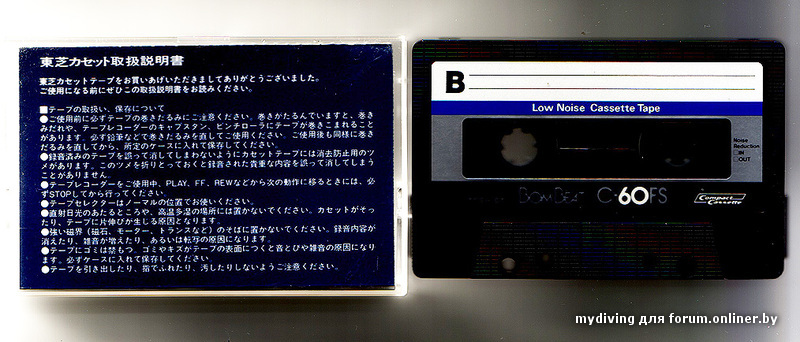 東芝カセット取扱説明書
東芝カセットテープをお買いあげいただきましてありがとうございました。
ご使用になる前にぜひこの取扱説明書をお読みください。
■テープの取扱い、保存について
●ご使用前に必ずテープの巻きたるみにご注意ください。巻きがたるんでいますと、巻き
みだれや、テープレコーダーのキャプスタン、ピンチローラにテープが巻きこまれること
があります。必ず鉛筆などで巻きたるみを直してご使用ください。ご使用後も同様に巻き
だるみを直してから、所定のケースに入れて保存してください。
●録音済みのテープを誤って消してしまわないようにカセットテープには消去防止用のツ
メがあります。このツメを折りとっておくと録音された貴重な内容を誤って消してしまう
ことがありません。
●テープレコーダーをご使用中、PLAY、FF、REWなどから次の動作に移るときには、必
ずSTOPしてから行ってください。
●テープセレクターはノーマルの位置でお使いください。
●直射日光のあたるところや、高温多湿の場所には置かないでください。カセットがそっ
たり、テープに片伸びが生じる原因となります。
●強い磁界（磁石、モーター、トランスなど）のそばに置かないでください。録音内容が
消えたり、雑音が増えたり、あるいは転写の原因になります。
●テープにゴミは禁もつ。ゴミやキズがテープの表面につくと音とびや雑音の原因になり
ます。必ずケースに入れて保存してください。
●テープを引き出したり、指でふれたり、汚したりしないようご注意ください。
B
Low Noise Cassette Tape
Noise
Reduction
IN
OUT
BOMBEAT C-60FS
Compact
Cassette
mydiving для forum.onliner.by